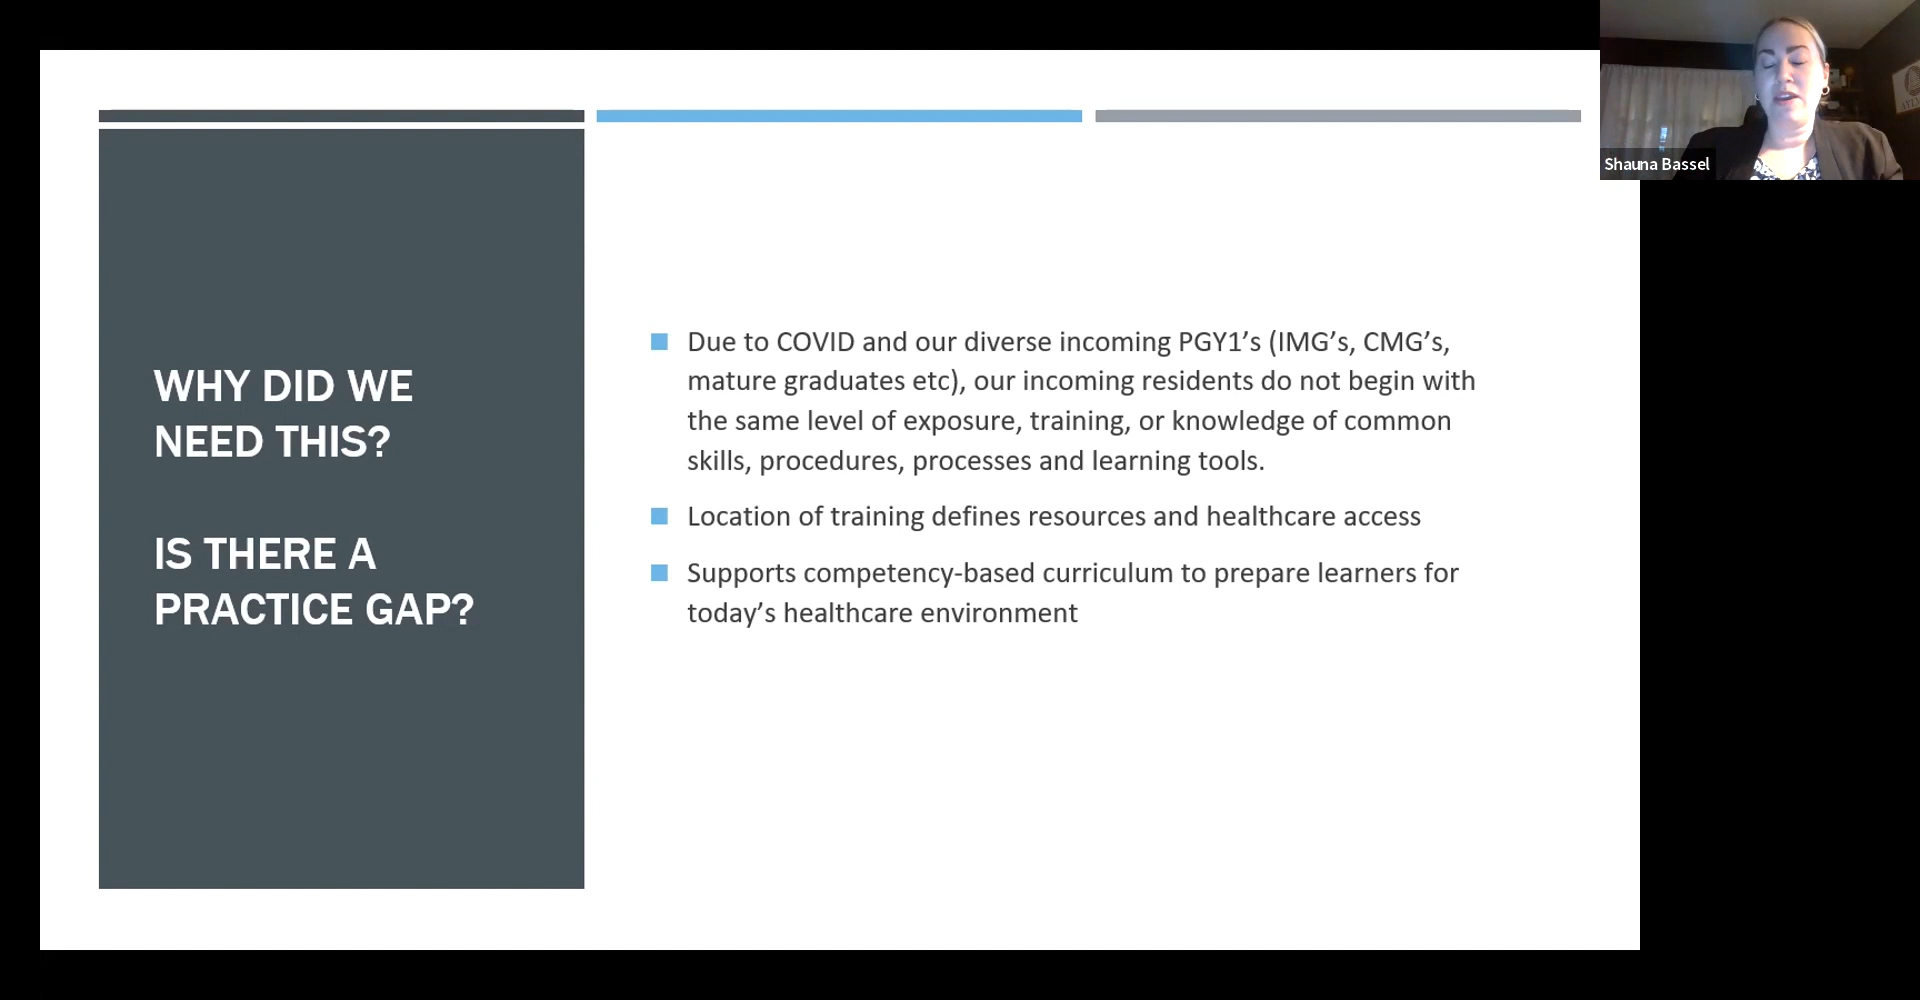 WHY DID WE
NEED THIS?
IS THERE A
PRACTICE GAP?
Due to COVID and our diverse incoming PGY1’s (IMG’s, CMG’s,
mature graduates etc), our incoming residents do not begin with
the same level of exposure, training, or knowledge of common
skills, procedures, processes and learning tools.
Location of training defines resources and healthcare access
Supports competency-based curriculum to prepare learners for
today’s healthcare environment
Shauna Bassel